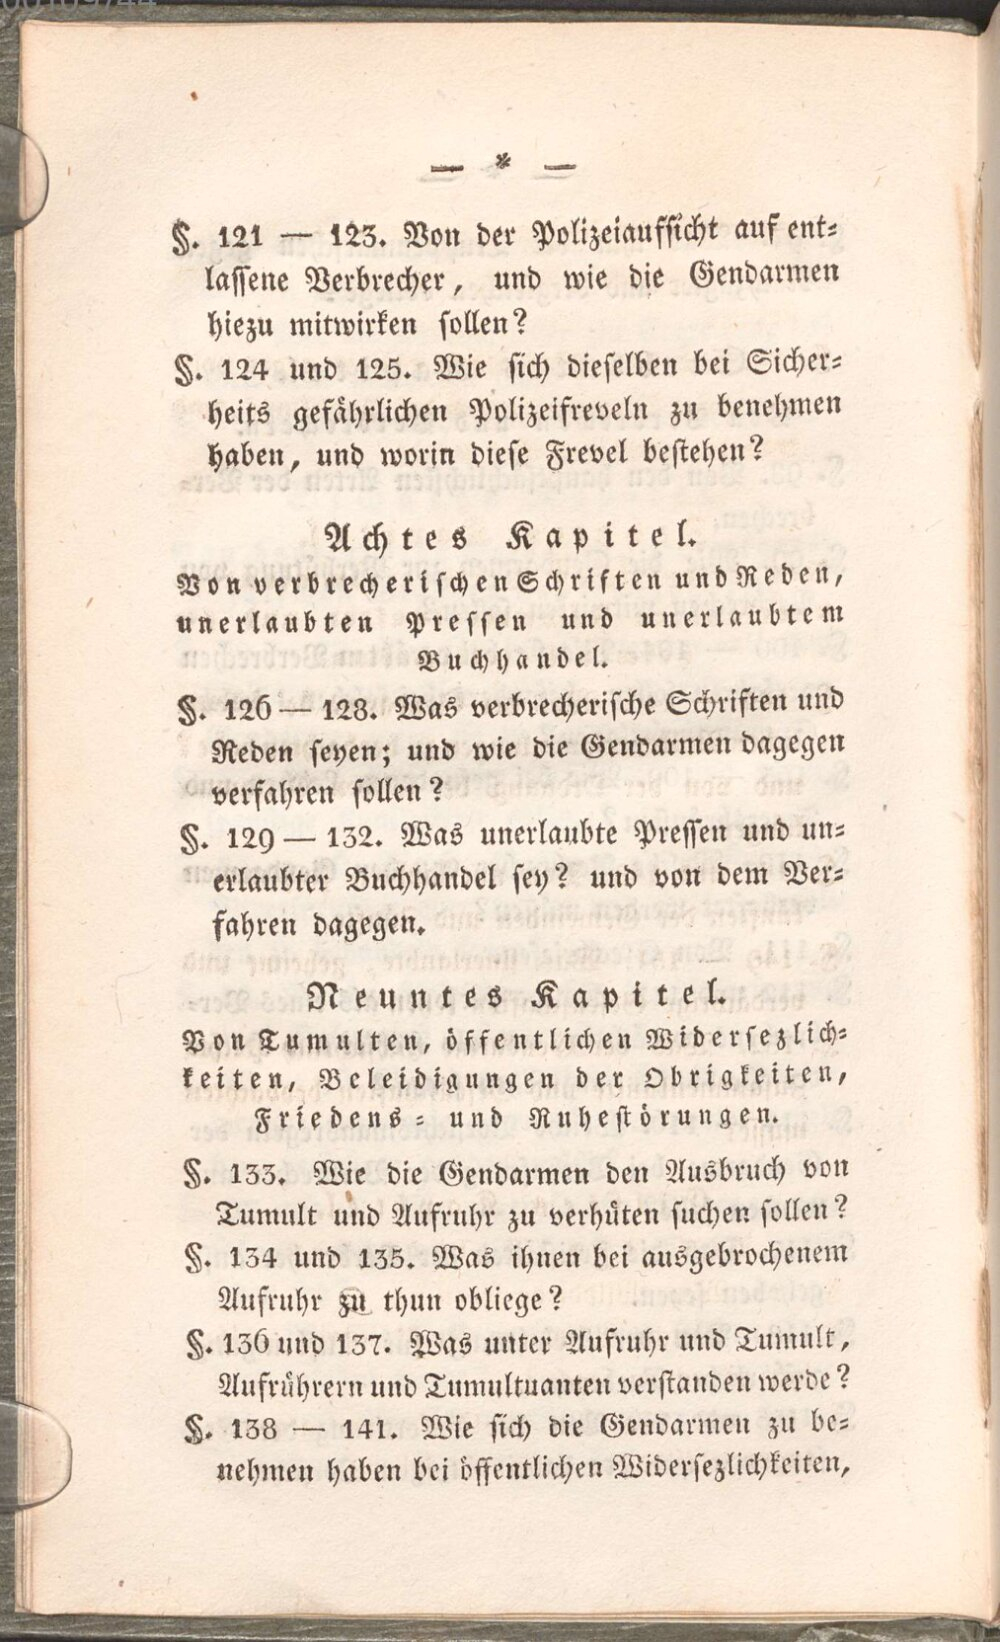 — * —
§. 121 — 123. Von der Polizeiaufsicht auf ent=
lassene Verbrecher, und wie die Gendarmen
hiezu mitwirken sollen?
§. 124 und 125. Wie sich dieselben bei Sicher=
heits gefährlichen Polizeifreveln zu benehmen
haben, und worin diese Frevel bestehen?
Achtes Kapitel.
Von verbrecherischen Schriften und Reden,
unerlaubten Pressen und unerlaubtem
Buchhandel.
§. 126 — 128. Was verbrecherische Schriften und
Reden seyen; und wie die Gendarmen dagegen
verfahren sollen?
§. 129 — 132. Was unerlaubte Pressen und un=
erlaubter Buchhandel sey? und von dem Ver=
fahren dagegen.
Neuntes Kapitel.
Von Tumulten, öffentlichen Widersezlich=
keiten, Beleidigungen der Obrigkeiten,
Friedens= und Ruhestörungen.
§. 133. Wie die Gendarmen den Ausbruch von
Tumult und Aufruhr zu verhüten suchen sollen?
§. 134 und 135. Was ihnen bei ausgebrochenem
Aufruhr zu thun obliege?
§. 136 und 137. Was unter Aufruhr und Tumult,
Aufrührern und Tumultuanten verstanden werde?
§. 138 — 141. Wie sich die Gendarmen zu be=
nehmen haben bei öffentlichen Widersezlichkeiten,